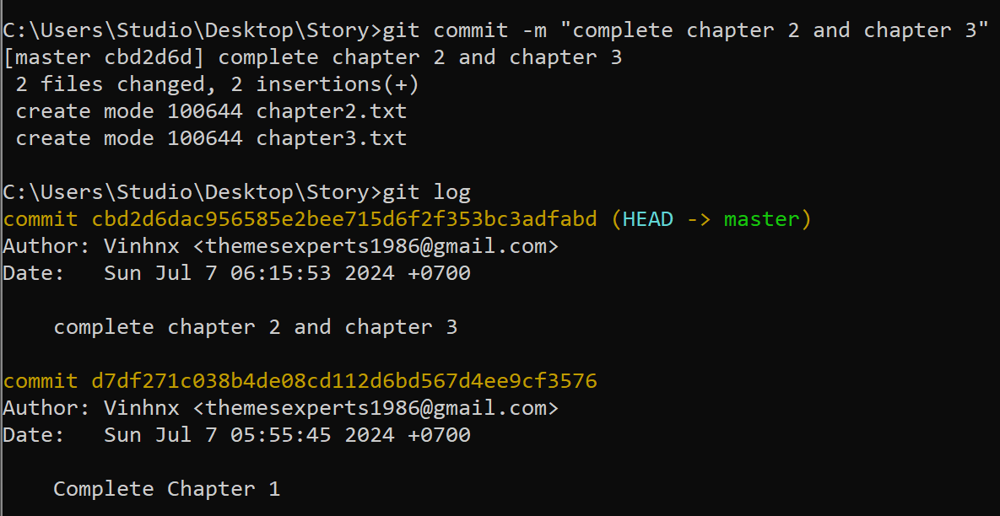 C:\Users\Studio\Desktop\Story>git commit -m "complete chapter 2 and chapter 3"
[master cbd2d6d] complete chapter 2 and chapter 3
 2 files changed, 2 insertions(+)
 create mode 100644 chapter2.txt
 create mode 100644 chapter3.txt
C:\Users\Studio\Desktop\Story>git log
commit cbd2d6dac956585e2bee715d6f2f353bc3adfabd (HEAD -> master)
Author: Vinhnx <themesexperts1986@gmail.com>
Date:   Sun Jul 7 06:15:53 2024 +0700
    complete chapter 2 and chapter 3
commit d7df271c038b4de08cd112d6bd567d4ee9cf3576
Author: Vinhnx <themesexperts1986@gmail.com>
Date:   Sun Jul 7 05:55:45 2024 +0700
    Complete Chapter 1